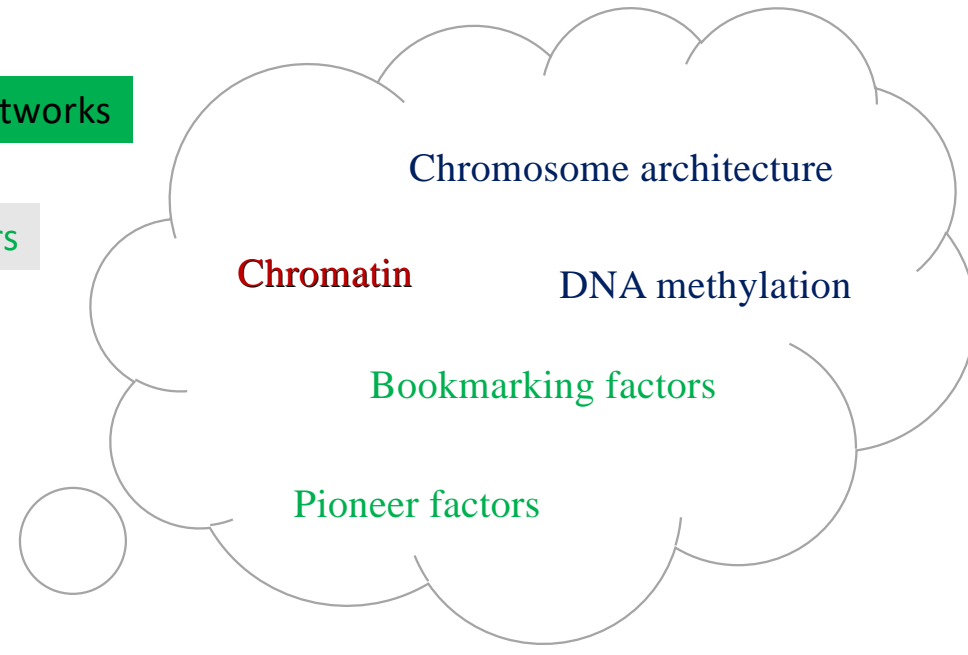 tworks
Chromosome architecture
rs
Chromatin
DNA methylation
Bookmarking factors
Pioneer factors